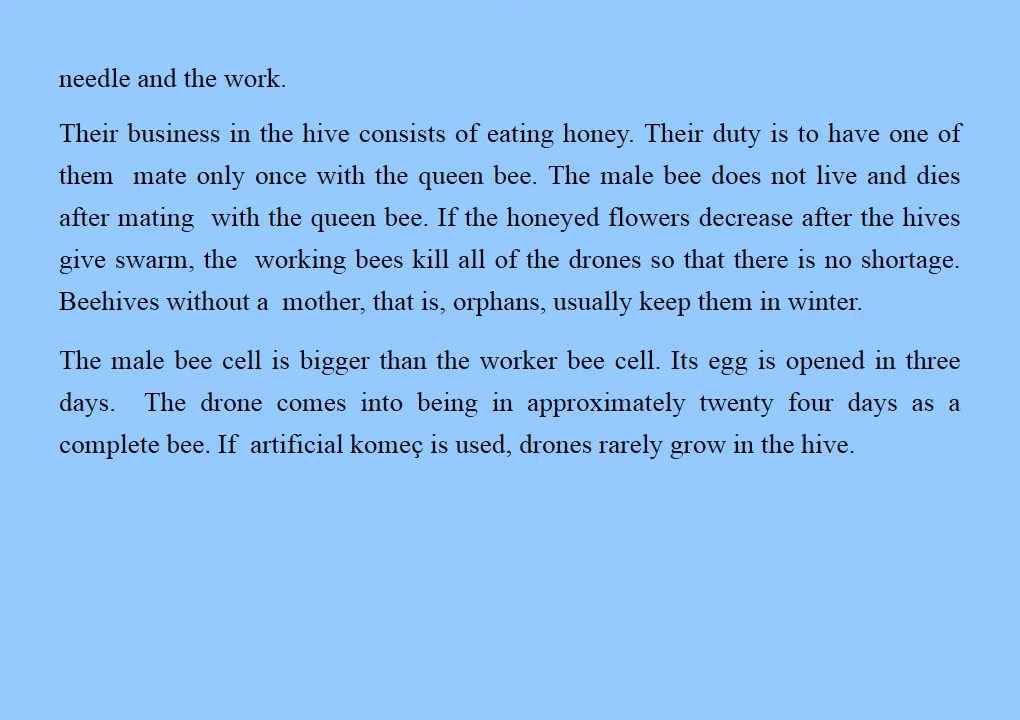 needle and the work.
Their business in the hive consists of eating honey. Their duty is to have one of
them mate only once with the queen bee. The male bee does not live and dies
after mating with the queen bee. If the honeyed flowers decrease after the hives
give swarm, the working bees kill all of the drones so that there is no shortage.
Beehives without a mother, that is, orphans, usually keep them in winter.
The male bee cell is bigger than the worker bee cell. Its egg is opened in three
days. The drone comes into being in approximately twenty four days as a
complete bee. If artificial komeç is used, drones rarely grow in the hive.